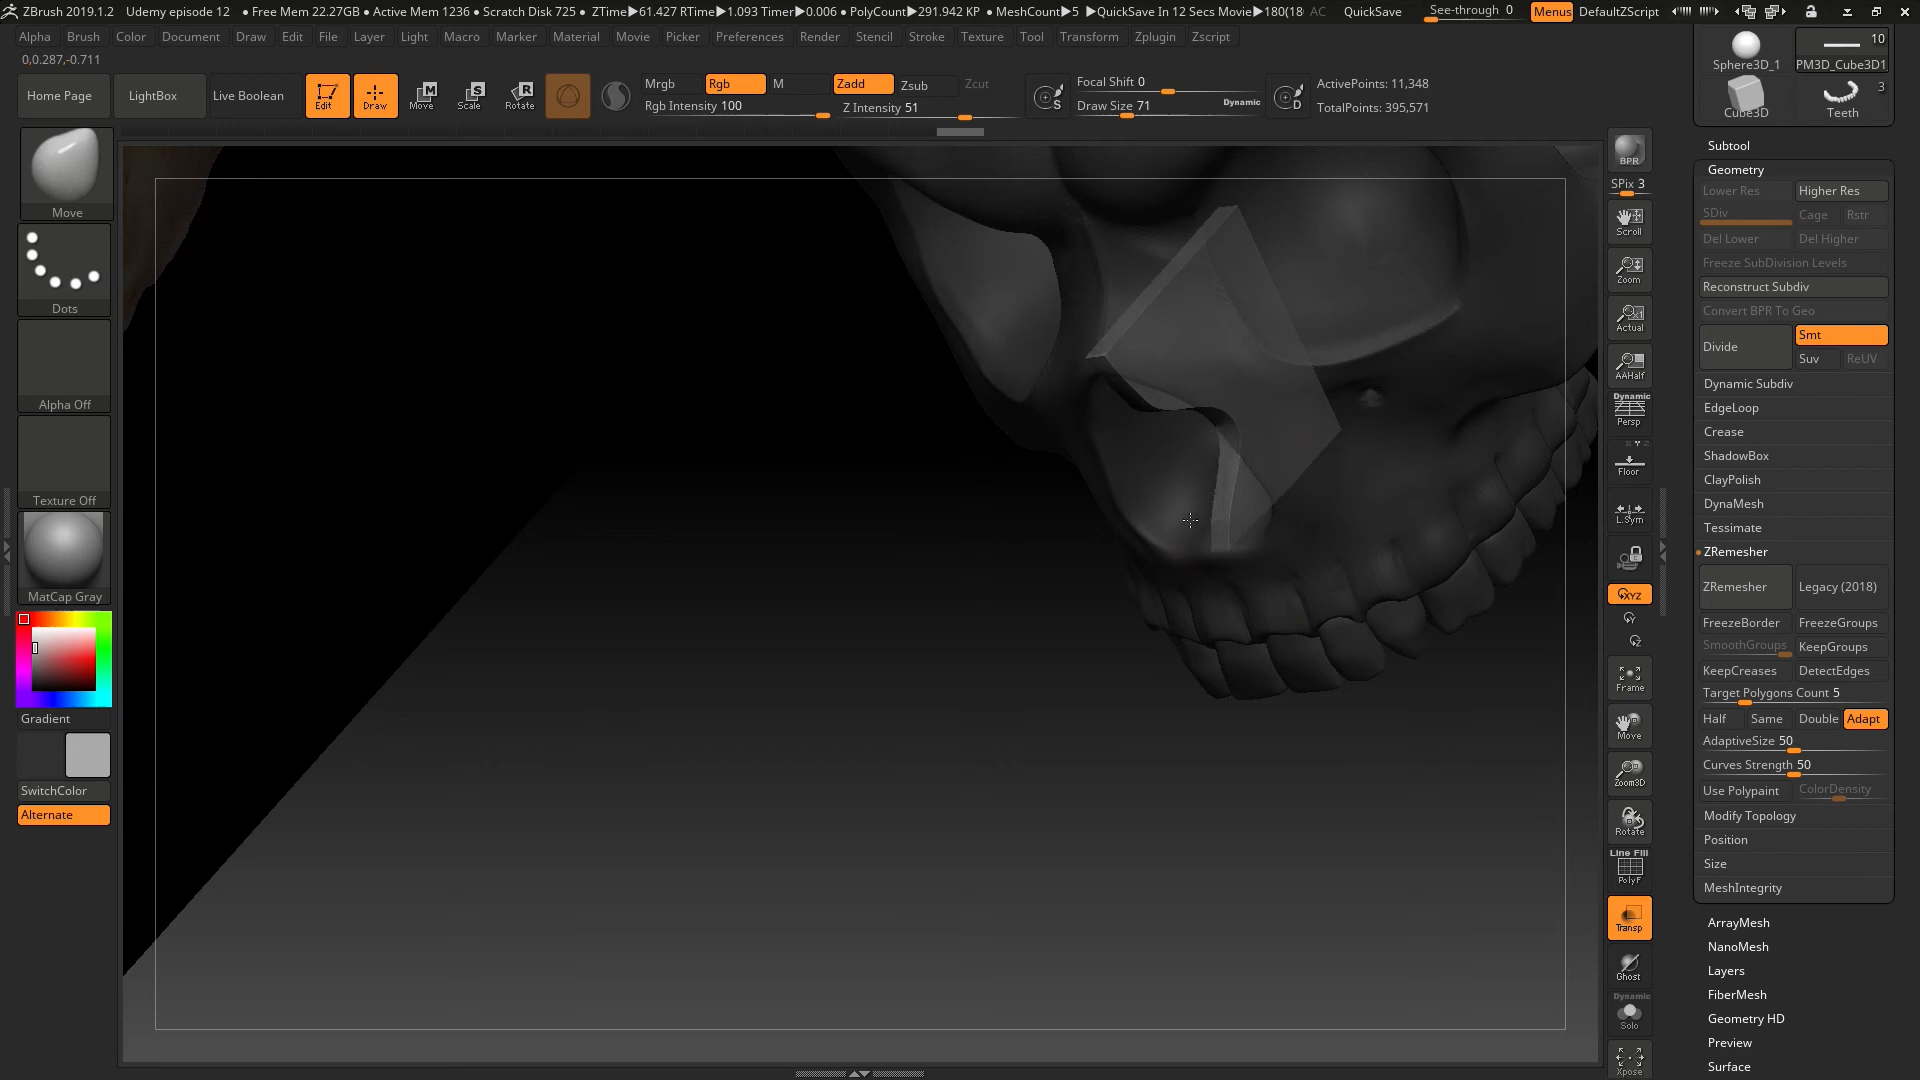 ZBrush 2019.1.2 Udemy episode 12 ● Free Mem 22.27GB ● Active Mem 1236 ● Scratch Disk 725 ● ZTime▶61.427 RTime▶1.093 Timer▶0.006 ● PolyCount▶291.942 KP ● MeshCount▶5 ▶QuickSave In 12 Secs Movie▶180(18 AC QuickSave See-through 0 Menus DefaultZScript
Alpha Brush Color Document Draw Edit File Layer Light Macro Marker Material Movie Picker Preferences Render Stencil Stroke Texture Tool Transform Zplugin Zscript
0,0.287,-0.711
Home Page LightBox Live Boolean Edit Draw Move Scale Rotate
Mrgb Rgb M Zadd Zsub Zcut
Rgb Intensity 100 Z Intensity 51
Focal Shift 0
Draw Size 71 Dynamic
ActivePoints: 11,348
TotalPoints: 395,571
Move
Dots
Alpha Off
Texture Off
MatCap Gray
Gradient
SwitchColor
Alternate
BPR
SPix 3
Scroll
Zoom
Actual
AAHalf
Dynamic
Persp
Floor
L.Sym
XYZ
Y
Z
Frame
Move
Zoom3D
Rotate
Line Fill
PolyF
Transp
Ghost
Dynamic
Solo
Xpose
10
Sphere3D_1 PM3D_Cube3D1
3
Cube3D Teeth
Subtool
Geometry
Lower Res Higher Res
SDiv Cage Rstr
Del Lower Del Higher
Freeze SubDivision Levels
Reconstruct Subdiv
Convert BPR To Geo
Divide Smt
Suv ReUV
Dynamic Subdiv
EdgeLoop
Crease
ShadowBox
ClayPolish
DynaMesh
Tessimate
ZRemesher
ZRemesher Legacy (2018)
FreezeBorder FreezeGroups
SmoothGroups KeepGroups
KeepCreases DetectEdges
Target Polygons Count 5
Half Same Double Adapt
AdaptiveSize 50
Curves Strength 50
Use Polypaint ColorDensity
Modify Topology
Position
Size
MeshIntegrity
ArrayMesh
NanoMesh
Layers
FiberMesh
Geometry HD
Preview
Surface